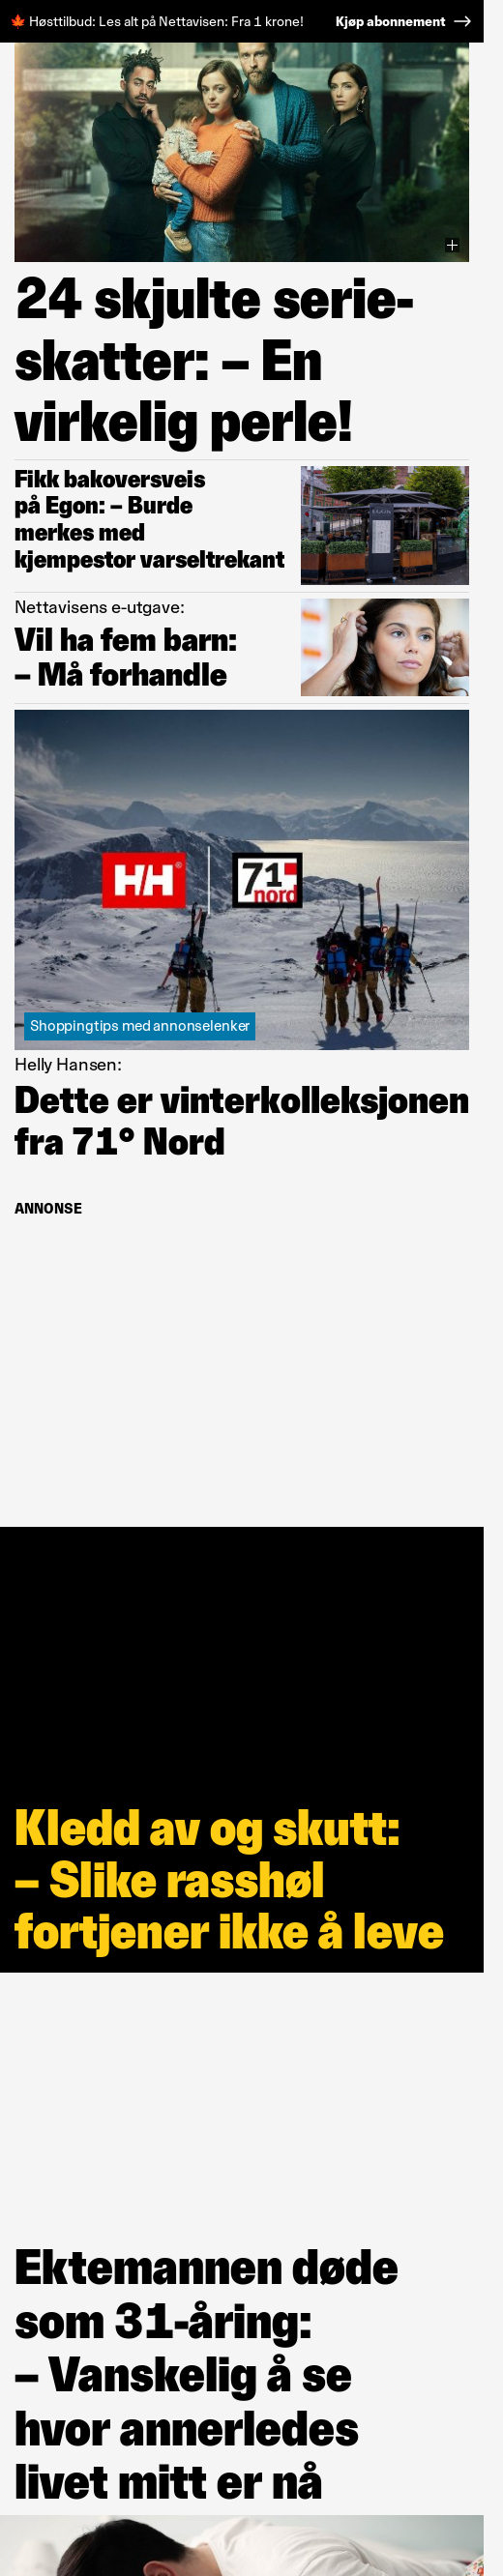 🍁 Høsttilbud: Les alt på Nettavisen: Fra 1 krone!
Kjøp abonnement →
24 skjulte serie-
skatter: – En
virkelig perle!
Fikk bakoversveis
på Egon: – Burde
merkes med
kjempestor varseltrekant
EGON
Nettavisens e-utgave:
Vil ha fem barn:
– Må forhandle
HH®
71°
nord
Shoppingtips med annonselenker
Helly Hansen:
Dette er vinterkolleksjonen
fra 71° Nord
ANNONSE
Kledd av og skutt:
– Slike rasshøl
fortjener ikke å leve
Ektemannen døde
som 31-åring:
– Vanskelig å se
hvor annerledes
livet mitt er nå